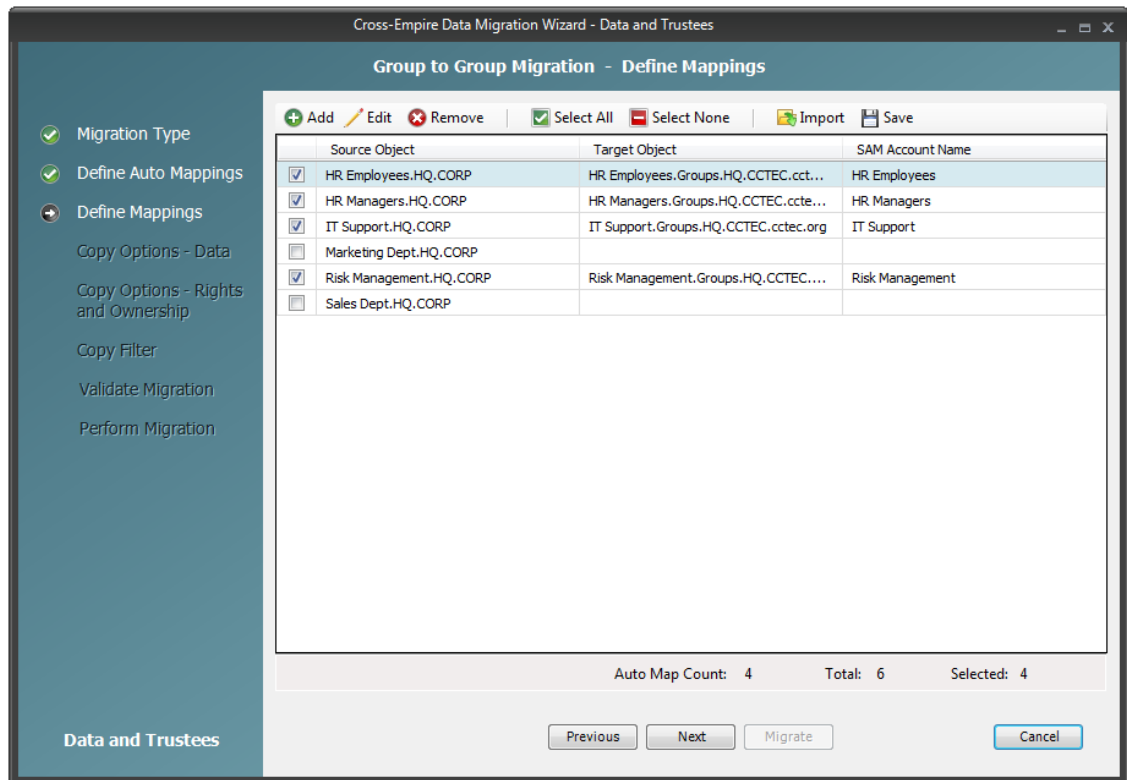 Cross-Empire Data Migration Wizard - Data and Trustees
Group to Group Migration - Define Mappings
Migration Type
Define Auto Mappings
Define Mappings
Copy Options - Data
Copy Options - Rights
and Ownership
Copy Filter
Validate Migration
Perform Migration
Data and Trustees
Add Edit Remove Select All Select None Import Save
Source Object Target Object SAM Account Name
HR Employees.HQ.CORP HR Employees.Groups.HQ.CCTEC.cct... HR Employees
HR Managers.HQ.CORP HR Managers.Groups.HQ.CCTEC.ccte... HR Managers
IT Support.HQ.CORP IT Support.Groups.HQ.CCTEC.cctec.org IT Support
Marketing Dept.HQ.CORP
Risk Management.HQ.CORP Risk Management.Groups.HQ.CCTEC.... Risk Management
Sales Dept.HQ.CORP
Auto Map Count: 4 Total: 6 Selected: 4
Previous Next Migrate Cancel